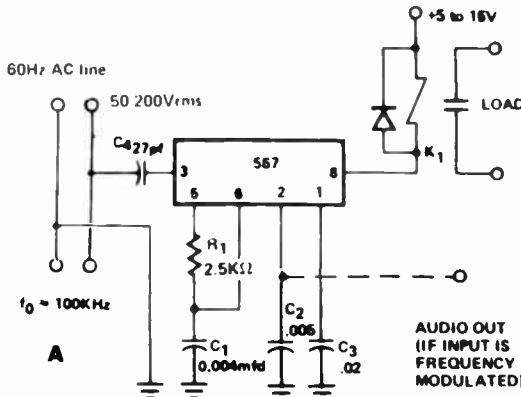 +5 to 15V
60Hz AC line
50 200Vrms
LOAD
C4 27pf
567
K1
3
8
5
6
2
1
R1
2.5KΩ
f0 ≈ 100KHz
C1
0.004mfd
C2
.005
C3
.02
A
AUDIO OUT
(IF INPUT IS
FREQUENCY
MODULATED)